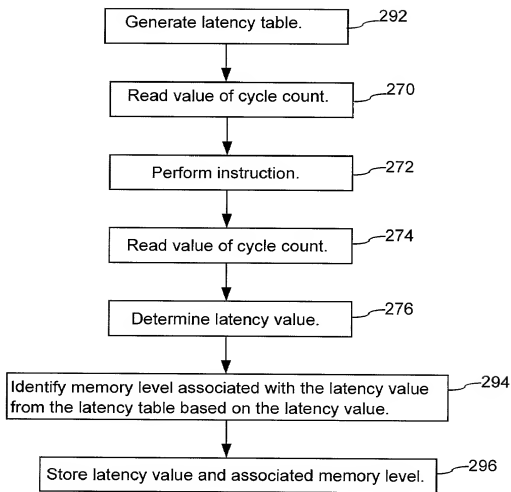 Generate latency table.
292
Read value of cycle count.
270
Perform instruction.
272
Read value of cycle count.
274
Determine latency value.
276
Identify memory level associated with the latency value
from the latency table based on the latency value.
294
Store latency value and associated memory level.
296